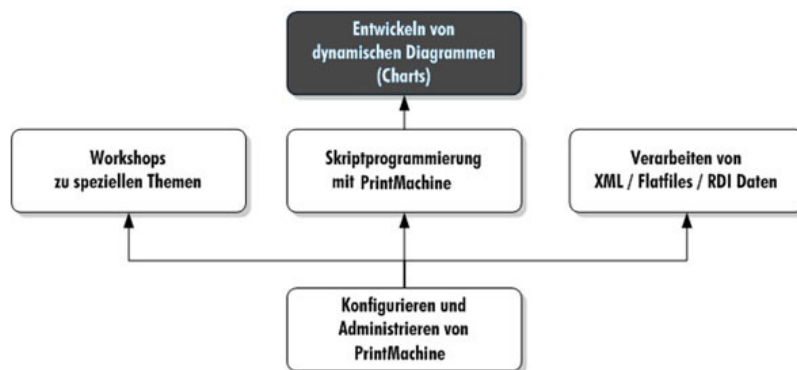 Entwickeln von
dynamischen Diagrammen
(Charts)
Workshops
zu speziellen Themen
Skriptprogrammierung
mit PrintMachine
Verarbeiten von
XML / Flatfiles / RDI Daten
Konfigurieren und
Administrieren von
PrintMachine